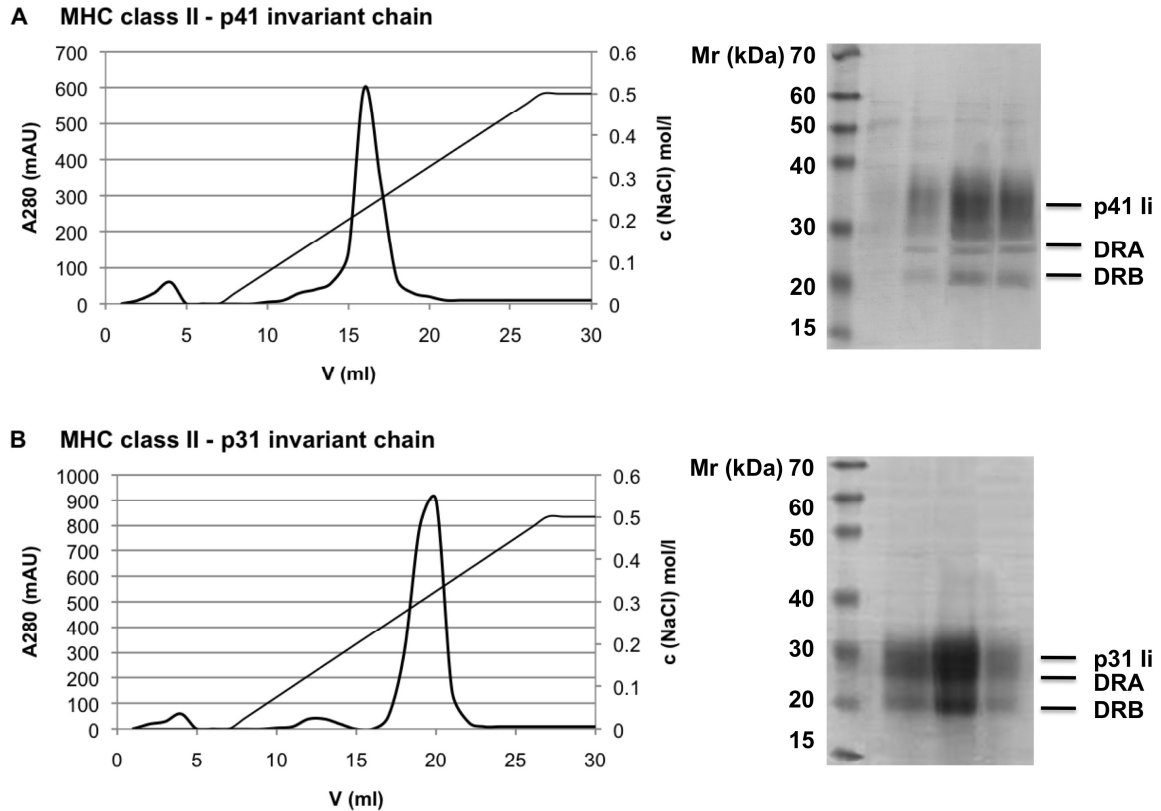 A MHC class II - p41 invariant chain
700
600
500
400
300
200
100
0
A280 (mAU)
0.6
0.5
0.4
0.3
0.2
0.1
0
c (NaCl) mol/l
0 5 10 15 20 25 30
V (ml)
Mr (kDa) 70
60
50
40
30
20
15
p41 Ii
DRA
DRB
B MHC class II - p31 invariant chain
1000
900
800
700
600
500
400
300
200
100
0
A280 (mAU)
0.6
0.5
0.4
0.3
0.2
0.1
0
c (NaCl) mol/l
0 5 10 15 20 25 30
V (ml)
Mr (kDa) 70
60
50
40
30
20
15
p31 Ii
DRA
DRB